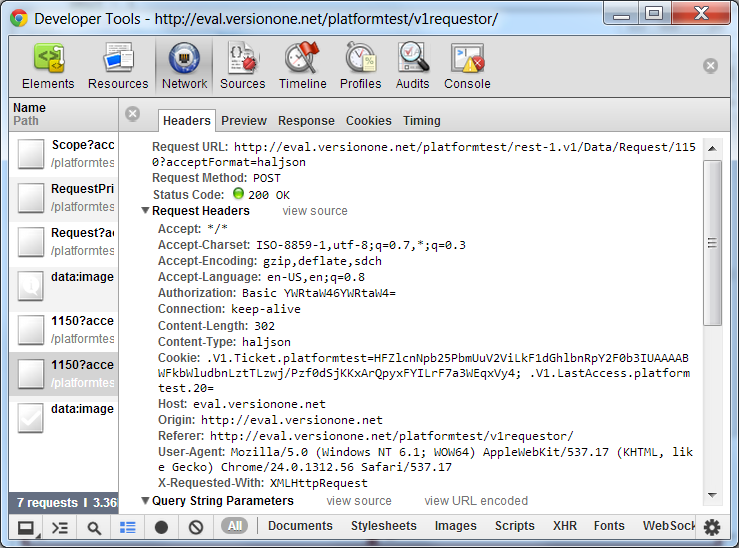 Developer Tools - http://eval.versionone.net/platformtest/v1requestor/
Elements Resources Network Sources Timeline Profiles Audits Console
Name
Path
Headers Preview Response Cookies Timing
Scope?acc
/platformtes
RequestPri
/platformtes
Request?a
/platformtes
data:image
1150?acce
/platformtes
1150?acce
/platformtes
data:image
7 requests I 3.36
Request URL: http://eval.versionone.net/platformtest/rest-1.v1/Data/Request/115
0?acceptFormat=haljson
Request Method: POST
Status Code: 200 OK
Request Headers view source
Accept: */*
Accept-Charset: ISO-8859-1,utf-8;q=0.7,*;q=0.3
Accept-Encoding: gzip,deflate,sdch
Accept-Language: en-US,en;q=0.8
Authorization: Basic YWRtaW46YWRtaW4=
Connection: keep-alive
Content-Length: 302
Content-Type: haljson
Cookie: .V1.Ticket.platformtest=HFZlcnNpb25PbmUuV2ViLkF1dGhlbnRpY2F0b3IUAAAAB
WFkbWludbnLztTLzwj/Pzf0dSjKKxArQpyxFYILrF7a3WEqxVy4; .V1.LastAccess.platform
test.20=
Host: eval.versionone.net
Origin: http://eval.versionone.net
Referer: http://eval.versionone.net/platformtest/v1requestor/
User-Agent: Mozilla/5.0 (Windows NT 6.1; WOW64) AppleWebKit/537.17 (KHTML, lik
e Gecko) Chrome/24.0.1312.56 Safari/537.17
X-Requested-With: XMLHttpRequest
Query String Parameters view source view URL encoded
All Documents Stylesheets Images Scripts XHR Fonts WebSock